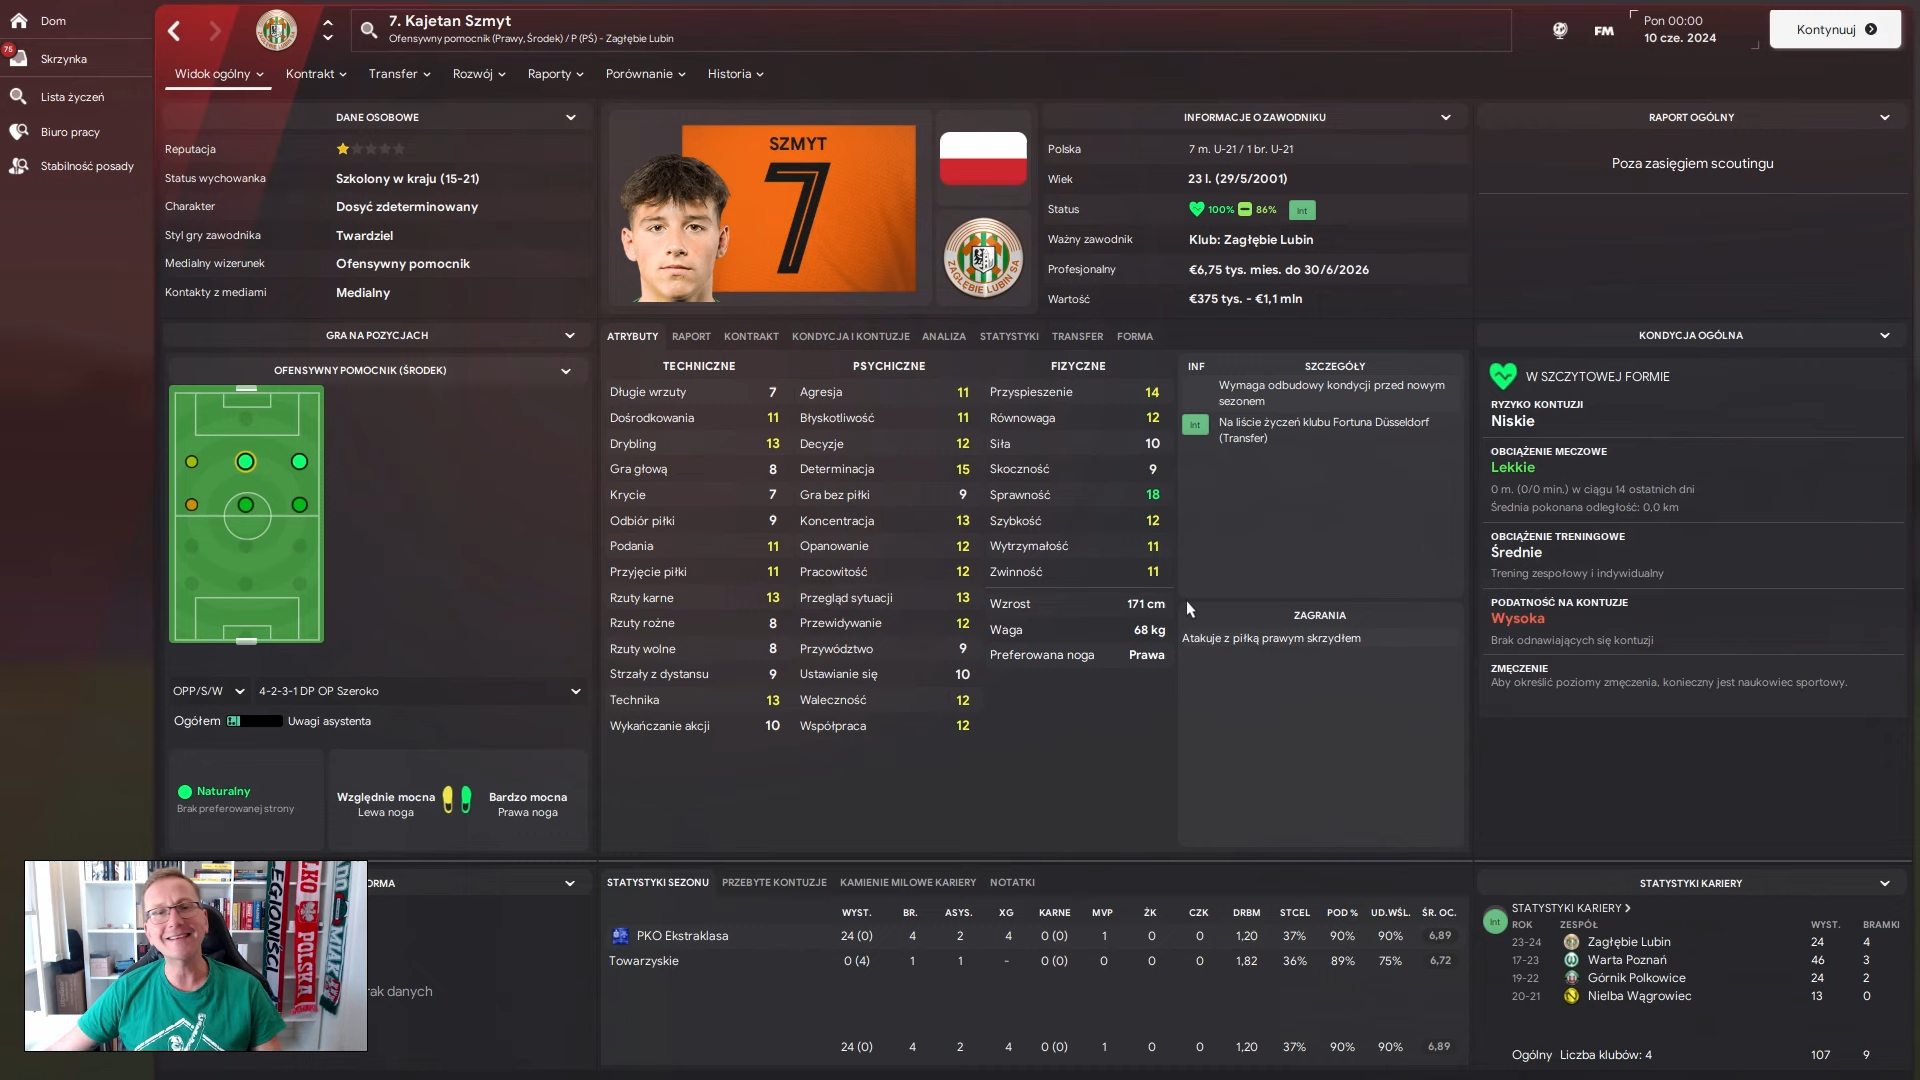 Dom
75
Skrzynka
Lista życzeń
Biuro pracy
Stabilność posady
7. Kajetan Szmyt
Ofensywny pomocnik (Prawy, Środek) / P (PŚ) - Zagłębie Lubin
FM
Pon 00:00
10 cze. 2024
Kontynuuj
Widok ogólny
Kontrakt
Transfer
Rozwój
Raporty
Porównanie
Historia
DANE OSOBOWE
Reputacja
Status wychowanka Szkolony w kraju (15-21)
Charakter Dosyć zdeterminowany
Styl gry zawodnika Twardziel
Medialny wizerunek Ofensywny pomocnik
Kontakty z mediami Medialny
SZMYT
7
ZAGŁĘBIE LUBIN SA
INFORMACJE O ZAWODNIKU
Polska 7 m. U-21 / 1 br. U-21
Wiek 23 l. (29/5/2001)
Status 100% 86% Int
Ważny zawodnik Klub: Zagłębie Lubin
Profesjonalny €6,75 tys. mies. do 30/6/2026
Wartość €375 tys. - €1,1 mln
RAPORT OGÓLNY
Poza zasięgiem scoutingu
GRA NA POZYCJACH
OFENSYWNY POMOCNIK (ŚRODEK)
OPP/S/W 4-2-3-1 DP OP Szeroko
Ogółem Uwagi asystenta
Naturalny
Brak preferowanej strony
Względnie mocna
Lewa noga
Bardzo mocna
Prawa noga
ATRYBUTY RAPORT KONTRAKT KONDYCJA I KONTUZJE ANALIZA STATYSTYKI TRANSFER FORMA
TECHNICZNE
Długie wrzuty 7
Dośrodkowania 11
Drybling 13
Gra głową 8
Krycie 7
Odbiór piłki 9
Podania 11
Przyjęcie piłki 11
Rzuty karne 13
Rzuty rożne 8
Rzuty wolne 8
Strzały z dystansu 9
Technika 13
Wykańczanie akcji 10
PSYCHICZNE
Agresja 11
Błyskotliwość 11
Decyzje 12
Determinacja 15
Gra bez piłki 9
Koncentracja 13
Opanowanie 12
Pracowitość 12
Przegląd sytuacji 13
Przewidywanie 12
Przywództwo 9
Ustawianie się 10
Waleczność 12
Współpraca 12
FIZYCZNE
Przyspieszenie 14
Równowaga 12
Siła 10
Skoczność 9
Sprawność 18
Szybkość 12
Wytrzymałość 11
Zwinność 11
Wzrost 171 cm
Waga 68 kg
Preferowana noga Prawa
INF SZCZEGÓŁY
Wymaga odbudowy kondycji przed nowym
sezonem
Int Na liście życzeń klubu Fortuna Düsseldorf
(Transfer)
ZAGRANIA
Atakuje z piłką prawym skrzydłem
KONDYCJA OGÓLNA
W SZCZYTOWEJ FORMIE
RYZYKO KONTUZJI
Niskie
OBCIĄŻENIE MECZOWE
Lekkie
0 m. (0/0 min.) w ciągu 14 ostatnich dni
Średnia pokonana odległość: 0,0 km
OBCIĄŻENIE TRENINGOWE
Średnie
Trening zespołowy i indywidualny
PODATNOŚĆ NA KONTUZJE
Wysoka
Brak odnawiających się kontuzji
ZMĘCZENIE
Aby określić poziomy zmęczenia, konieczny jest naukowiec sportowy.
ORMA
rak danych
EGIONIŚCI
POLSKA
STATYSTYKI SEZONU PRZEBYTE KONTUZJE KAMIENIE MILOWE KARIERY NOTATKI
WYST. BR. ASYS. XG KARNE MVP ŻK CZK DRBM STCEL POD % UD.WŚL. ŚR. OC.
PKO Ekstraklasa 24 (0) 4 2 4 0 (0) 1 0 0 1,20 37% 90% 90% 6,89
Towarzyskie 0 (4) 1 1 - 0 (0) 0 0 0 1,82 36% 89% 75% 6,72
24 (0) 4 2 4 0 (0) 1 0 0 1,20 37% 90% 90% 6,89
STATYSTYKI KARIERY
Int
STATYSTYKI KARIERY
ROK ZESPÓŁ WYST. BRAMKI
23-24 Zagłębie Lubin 24 4
17-23 Warta Poznań 46 3
19-22 Górnik Polkowice 24 2
20-21 Nielba Wągrowiec 13 0
Ogólny Liczba klubów: 4 107 9